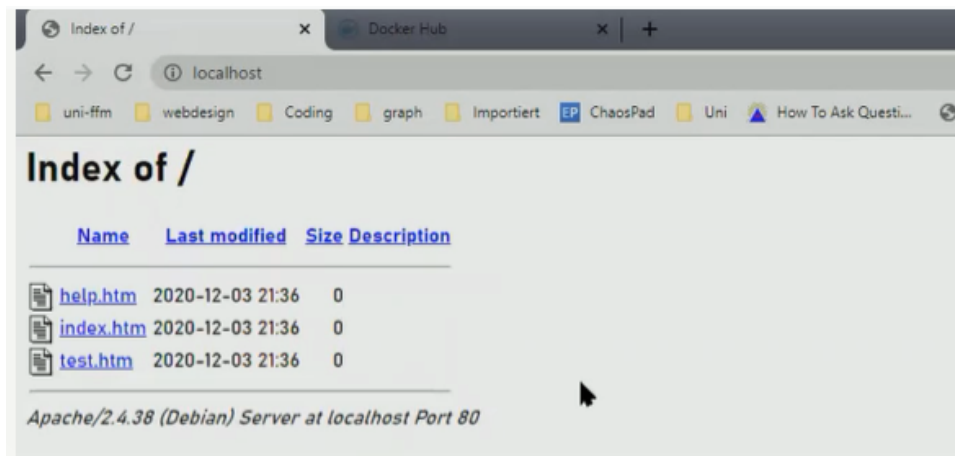 Index of /
Docker Hub
localhost
uni-ffm webdesign Coding graph Importiert EP ChaosPad Uni How To Ask Questi...
Index of /
Name Last modified Size Description
help.htm 2020-12-03 21:36 0
index.htm 2020-12-03 21:36 0
test.htm 2020-12-03 21:36 0
Apache/2.4.38 (Debian) Server at localhost Port 80